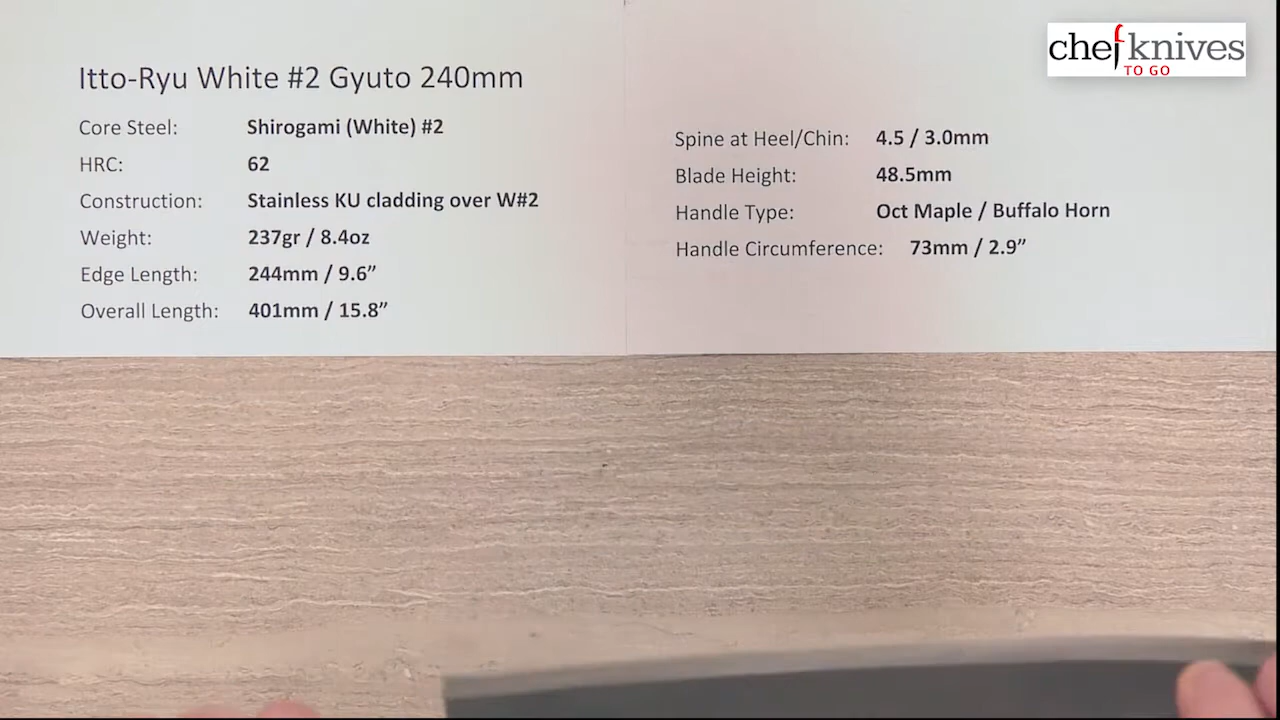 chef knives
TO GO
Itto-Ryu White #2 Gyuto 240mm
Core Steel: Shirogami (White) #2
HRC: 62
Construction: Stainless KU cladding over W#2
Weight: 237gr / 8.4oz
Edge Length: 244mm / 9.6”
Overall Length: 401mm / 15.8”
Spine at Heel/Chin: 4.5 / 3.0mm
Blade Height: 48.5mm
Handle Type: Oct Maple / Buffalo Horn
Handle Circumference: 73mm / 2.9”